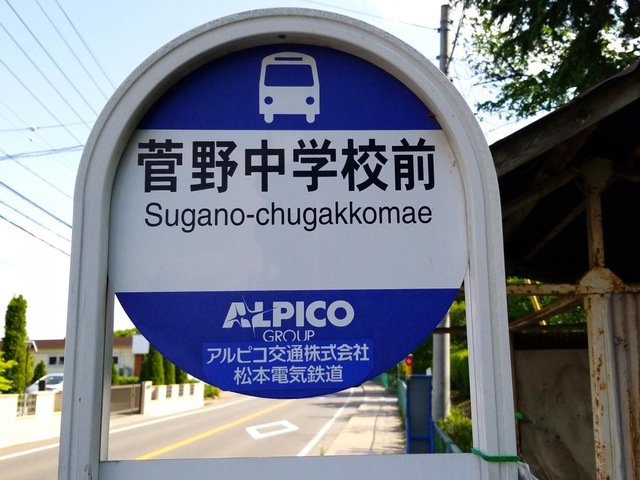 菅野中学校前
Sugano-chugakkomae
ALPICO
GROUP
アルピコ交通株式会社
松本電気鉄道